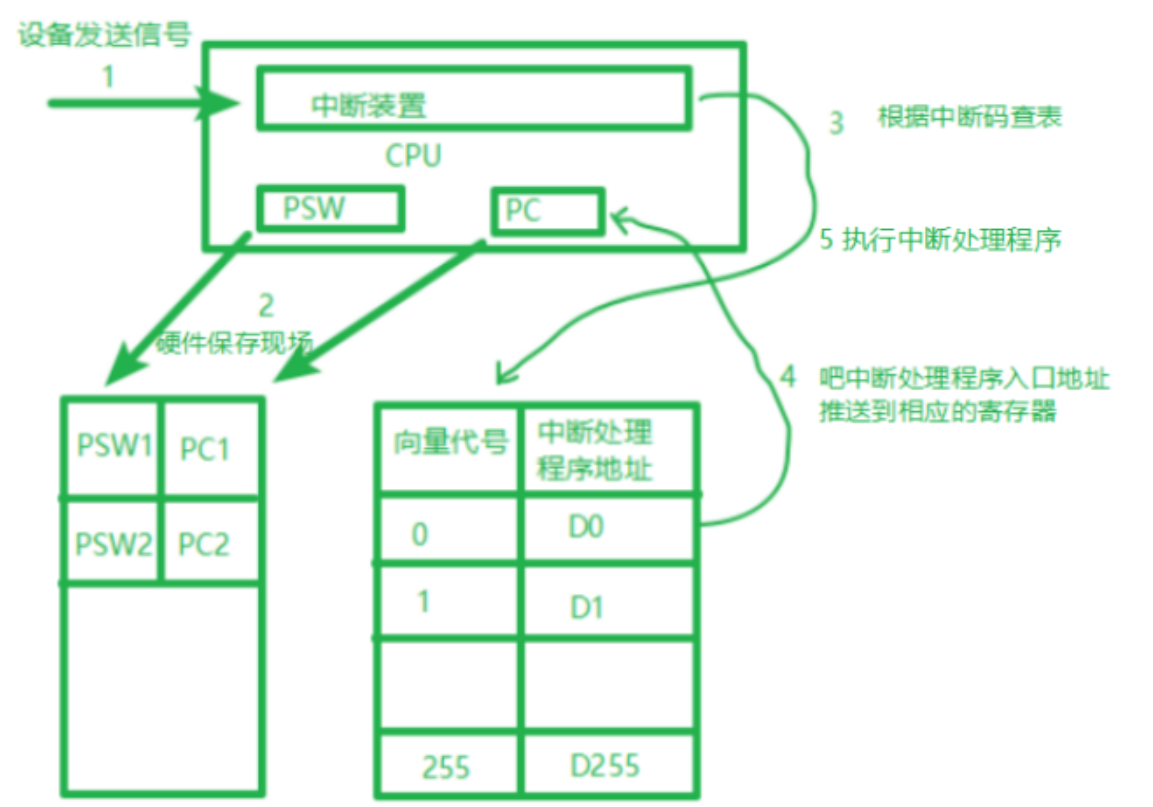 设备发送信号
1
中断装置
CPU
PSW
PC
3 根据中断码查表
5 执行中断处理程序
2
硬件保存现场
4 吧中断处理程序入口地址
推送到相应的寄存器
PSW1 PC1
PSW2 PC2
向量代号 中断处理
程序地址
0 D0
1 D1
255 D255